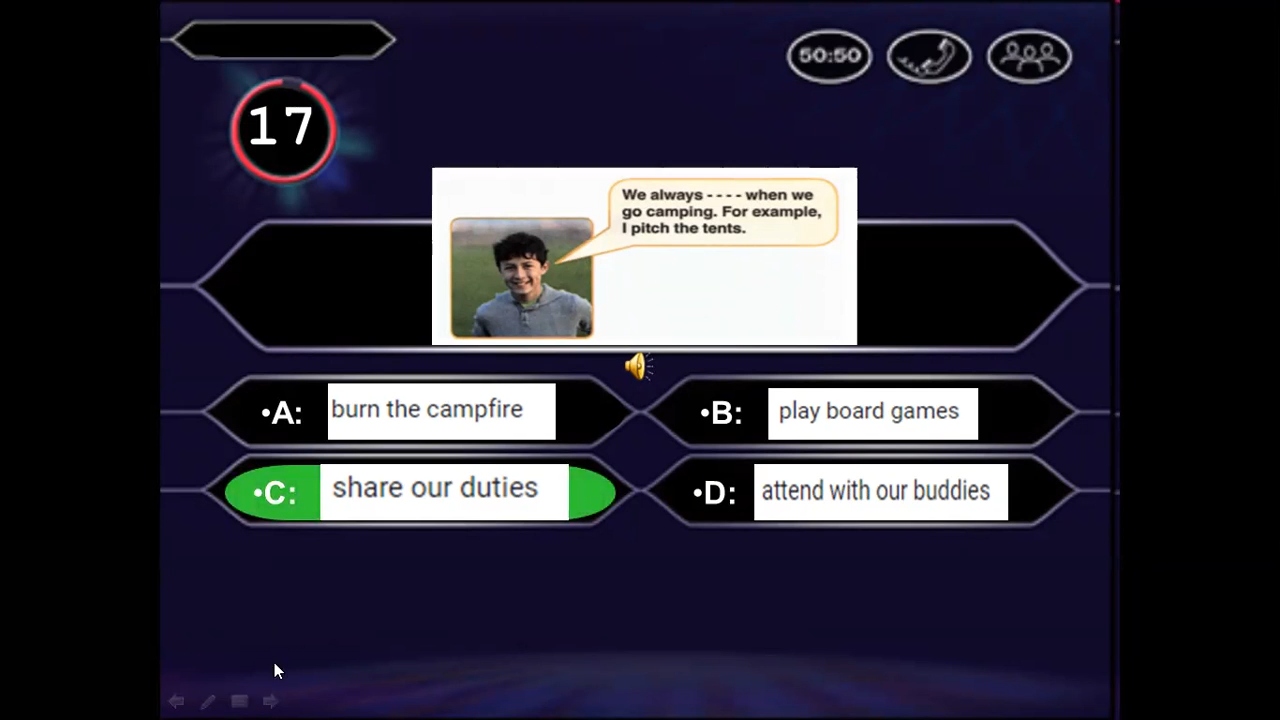 50:50
17
We always ---- when we
go camping. For example,
I pitch the tents.
•A: burn the campfire
•B: play board games
•C: share our duties
•D: attend with our buddies